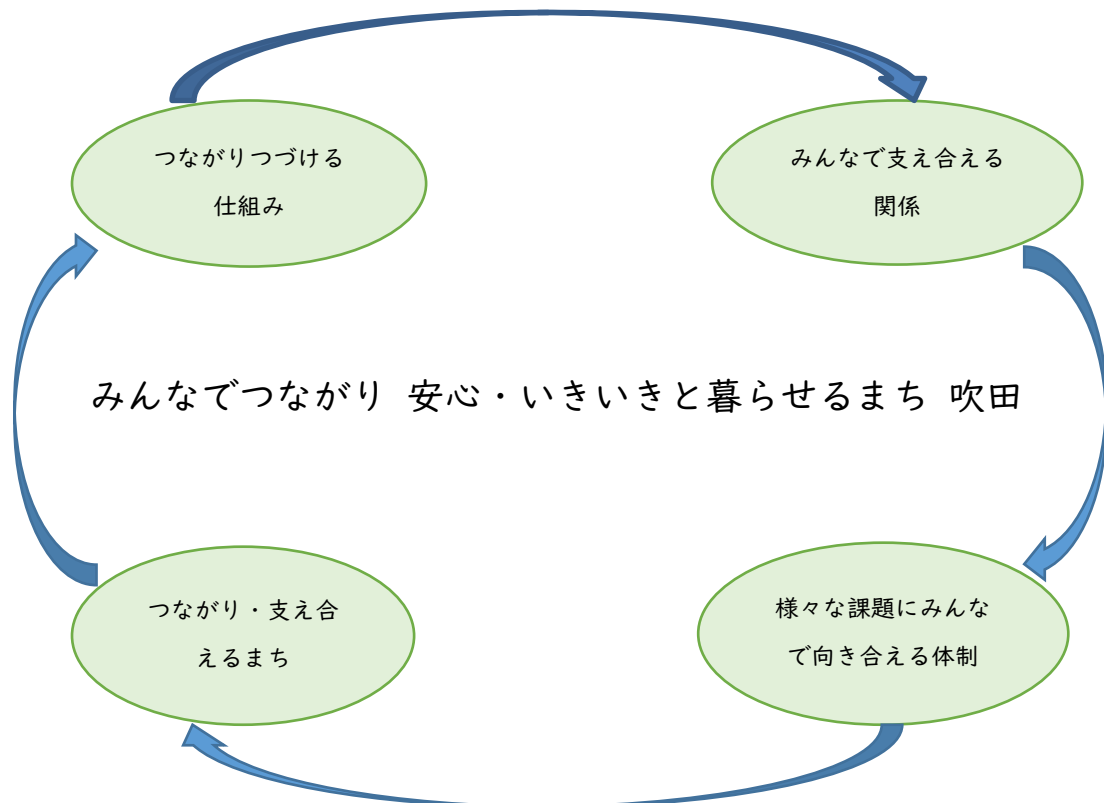 つながりつづける
仕組み
みんなで支え合える
関係
みんなでつながり 安心・いきいきと暮らせるまち 吹田
つながり・支え合
えるまち
様々な課題にみんな
で向き合える体制